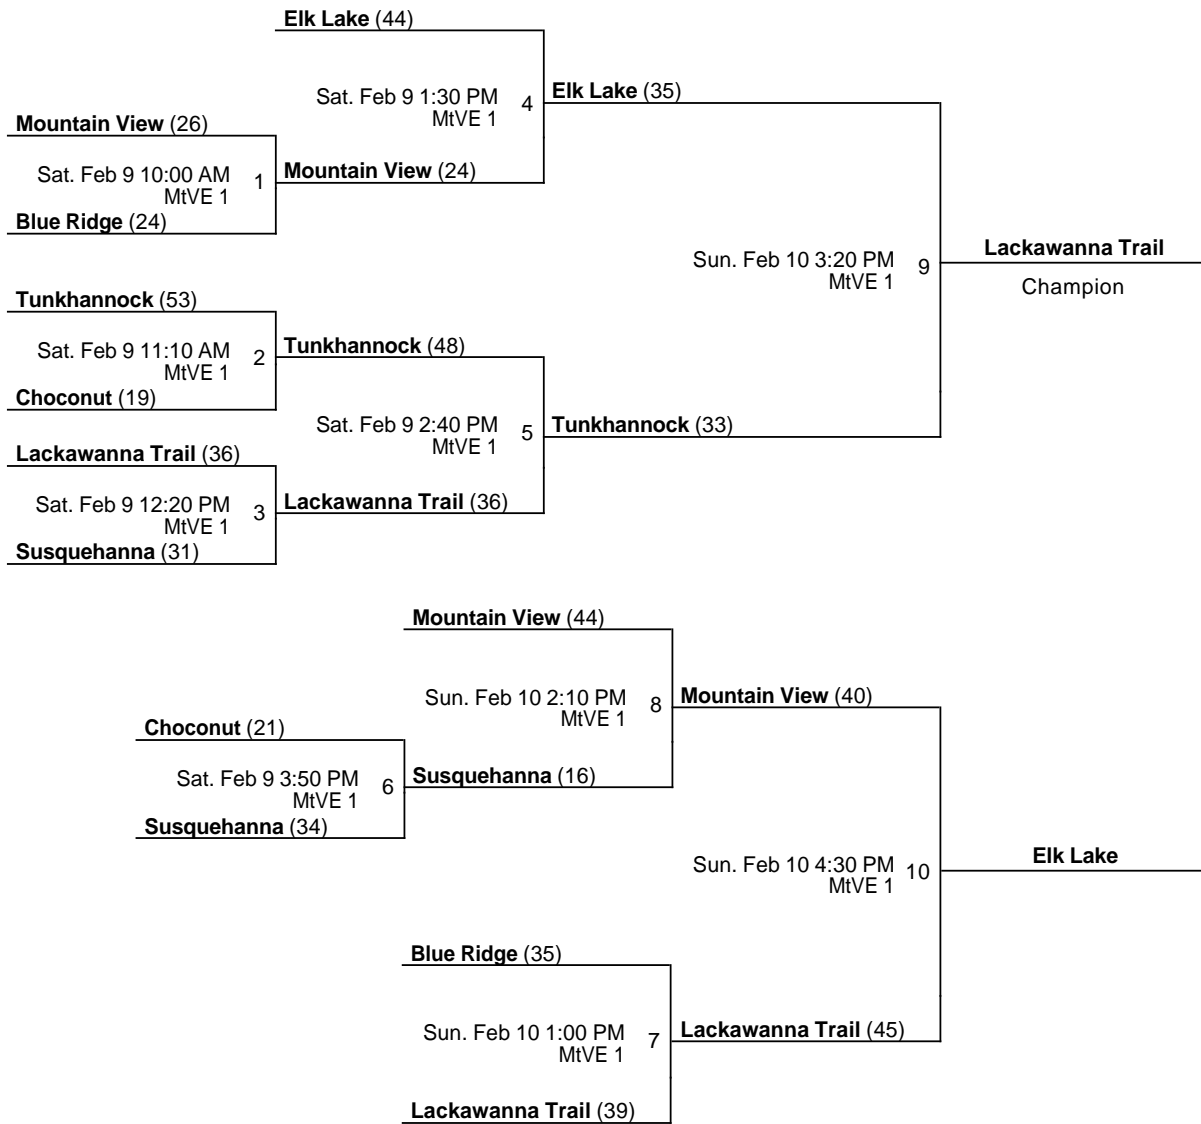 Elk Lake (44)
Sat. Feb 9 1:30 PM
MtVE 1
4
Elk Lake (35)
Mountain View (26)
Sat. Feb 9 10:00 AM
MtVE 1
1
Mountain View (24)
Blue Ridge (24)
Sun. Feb 10 3:20 PM
MtVE 1
9
Lackawanna Trail
Champion
Tunkhannock (53)
Sat. Feb 9 11:10 AM
MtVE 1
2
Tunkhannock (48)
Choconut (19)
Sat. Feb 9 2:40 PM
MtVE 1
5
Tunkhannock (33)
Lackawanna Trail (36)
Sat. Feb 9 12:20 PM
MtVE 1
3
Lackawanna Trail (36)
Susquehanna (31)
Mountain View (44)
Sun. Feb 10 2:10 PM
MtVE 1
8
Mountain View (40)
Choconut (21)
Sat. Feb 9 3:50 PM
MtVE 1
6
Susquehanna (16)
Susquehanna (34)
Sun. Feb 10 4:30 PM
MtVE 1
10
Elk Lake
Blue Ridge (35)
Sun. Feb 10 1:00 PM
MtVE 1
7
Lackawanna Trail (45)
Lackawanna Trail (39)